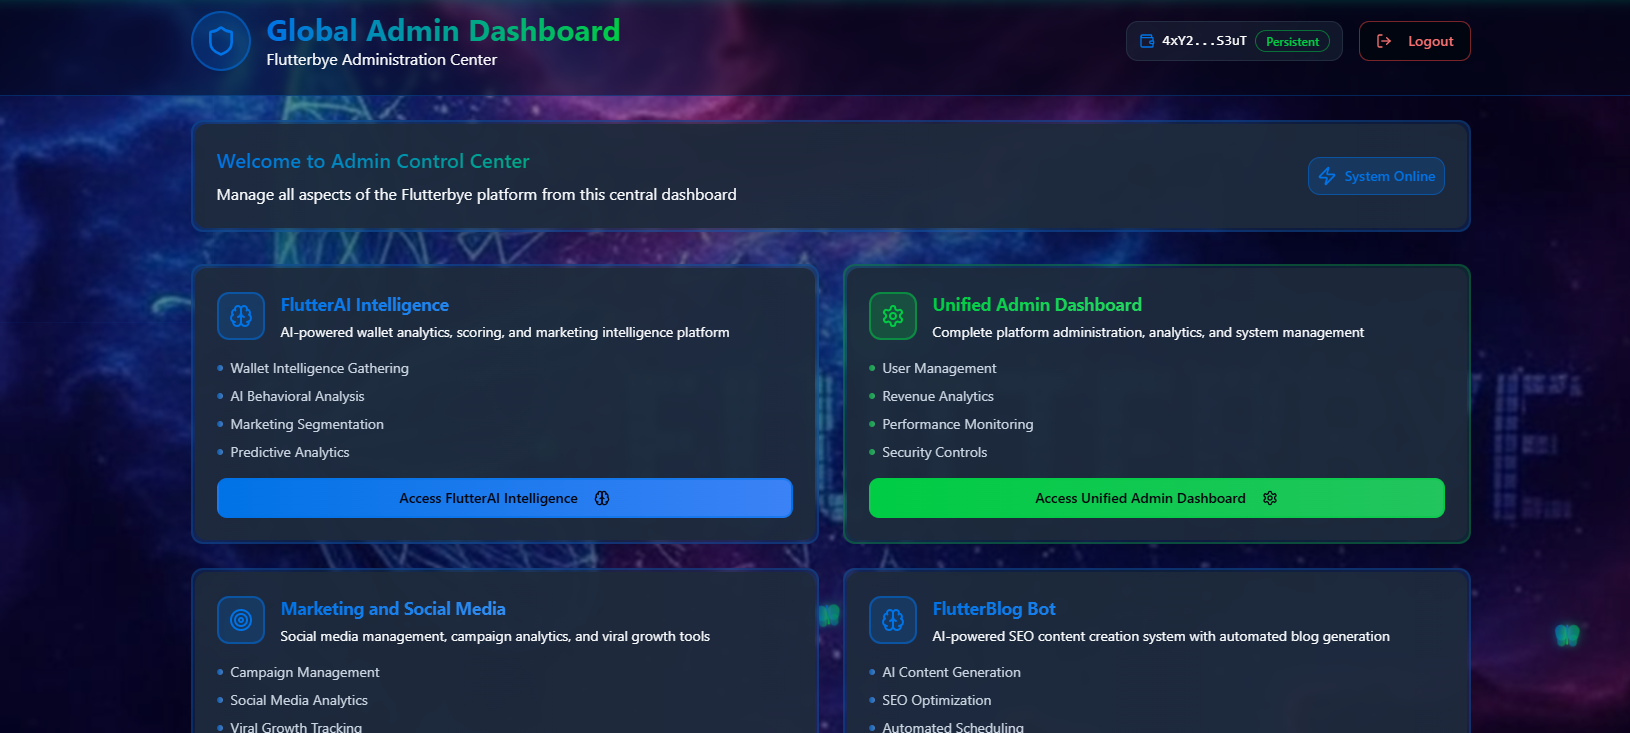 Global Admin Dashboard
Flutterbye Administration Center
4xY2...S3uT
Persistent
Logout
Welcome to Admin Control Center
Manage all aspects of the Flutterbye platform from this central dashboard
System Online
FlutterAI Intelligence
AI-powered wallet analytics, scoring, and marketing intelligence platform
Wallet Intelligence Gathering
AI Behavioral Analysis
Marketing Segmentation
Predictive Analytics
Access FlutterAI Intelligence
Unified Admin Dashboard
Complete platform administration, analytics, and system management
User Management
Revenue Analytics
Performance Monitoring
Security Controls
Access Unified Admin Dashboard
Marketing and Social Media
Social media management, campaign analytics, and viral growth tools
Campaign Management
Social Media Analytics
Viral Growth Tracking
FlutterBlog Bot
AI-powered SEO content creation system with automated blog generation
AI Content Generation
SEO Optimization
Automated Scheduling